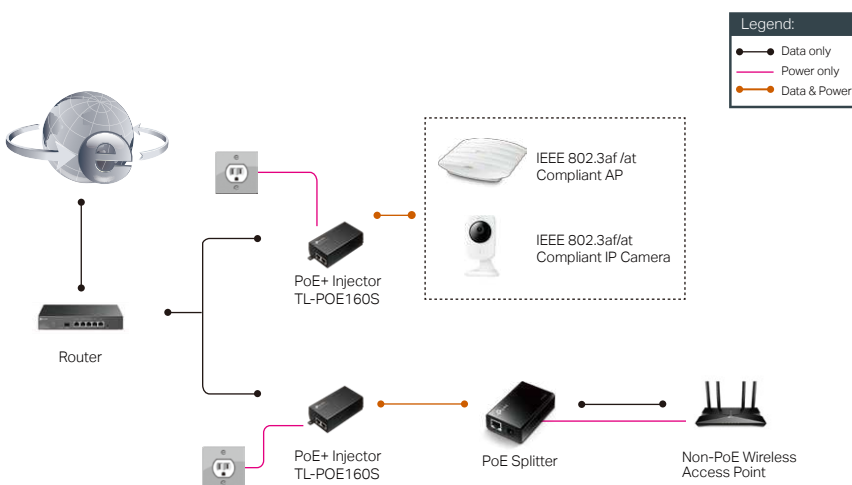 Legend:
Data only
Power only
Data & Power
IEEE 802.3af /at
Compliant AP
IEEE 802.3af/at
Compliant IP Camera
PoE+ Injector
TL-POE160S
Router
PoE+ Injector
TL-POE160S
PoE Splitter
Non-PoE Wireless
Access Point